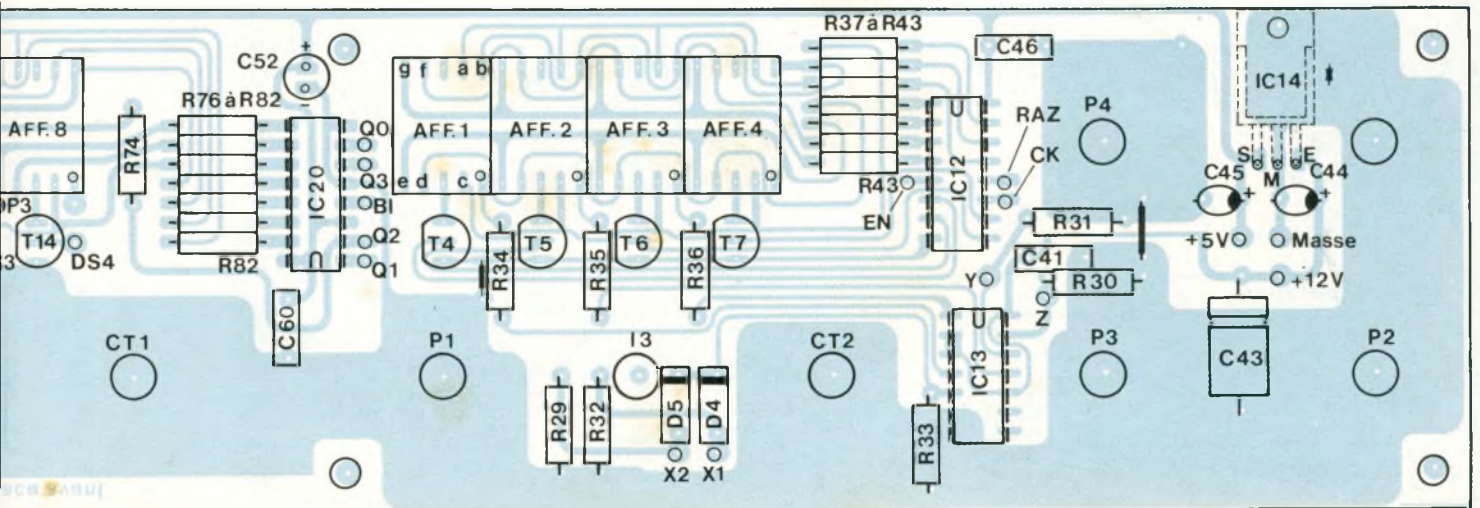 R37àR43
C46
+
C52
g f a b
IC14
R76àR82
-
U
P4
RAZ
AFF.8
R74
Q0
AFF.1
AFF.2
AFF.3
AFF.4
IC12
CK
S
E
IC20
Q3
e d c
R43
C45
M
C44
BI
EN
+
+
T14
DS4
Q2
T4
T5
T6
T7
R31
+5V
Masse
R82
U
Q1
R34
R35
R36
C41
Y
R30
+12V
Z
C60
U
CT1
P1
I3
CT2
IC13
P3
C43
P2
R29
R32
D5
D4
R33
X2 X1